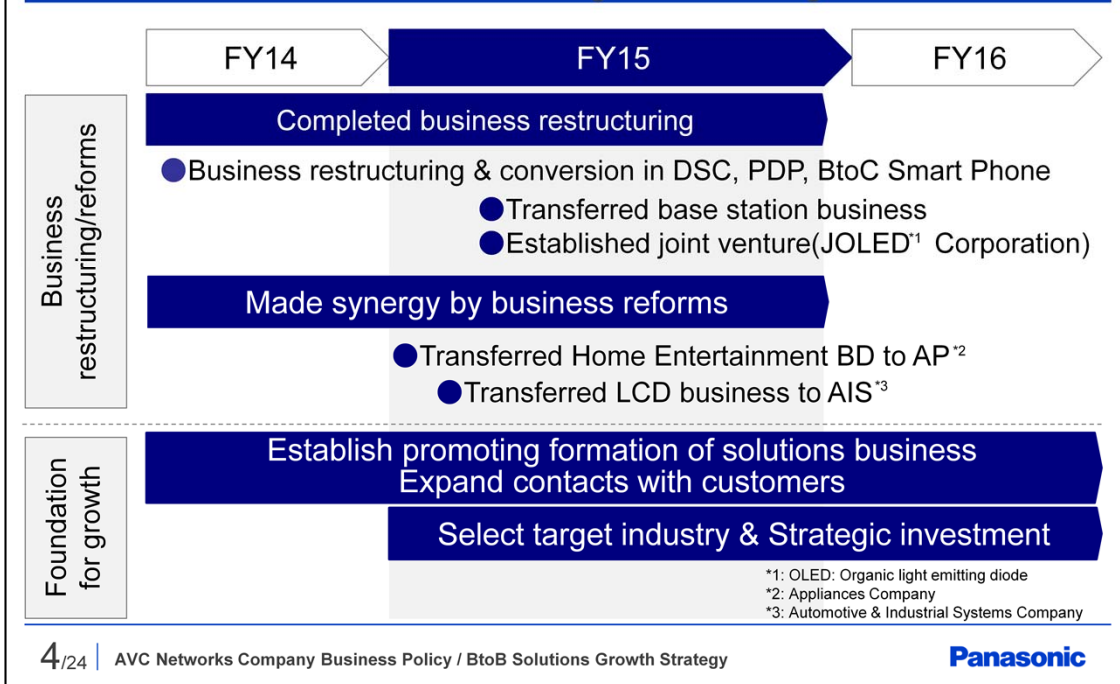 FY14
FY15
FY16
Business
restructuring/reforms
Completed business restructuring
●Business restructuring & conversion in DSC, PDP, BtoC Smart Phone
●Transferred base station business
●Established joint venture(JOLED*1 Corporation)
Made synergy by business reforms
●Transferred Home Entertainment BD to AP*2
●Transferred LCD business to AIS*3
Foundation
for growth
Establish promoting formation of solutions business
Expand contacts with customers
Select target industry & Strategic investment
*1: OLED: Organic light emitting diode
*2: Appliances Company
*3: Automotive & Industrial Systems Company
4/24
AVC Networks Company Business Policy / BtoB Solutions Growth Strategy
Panasonic